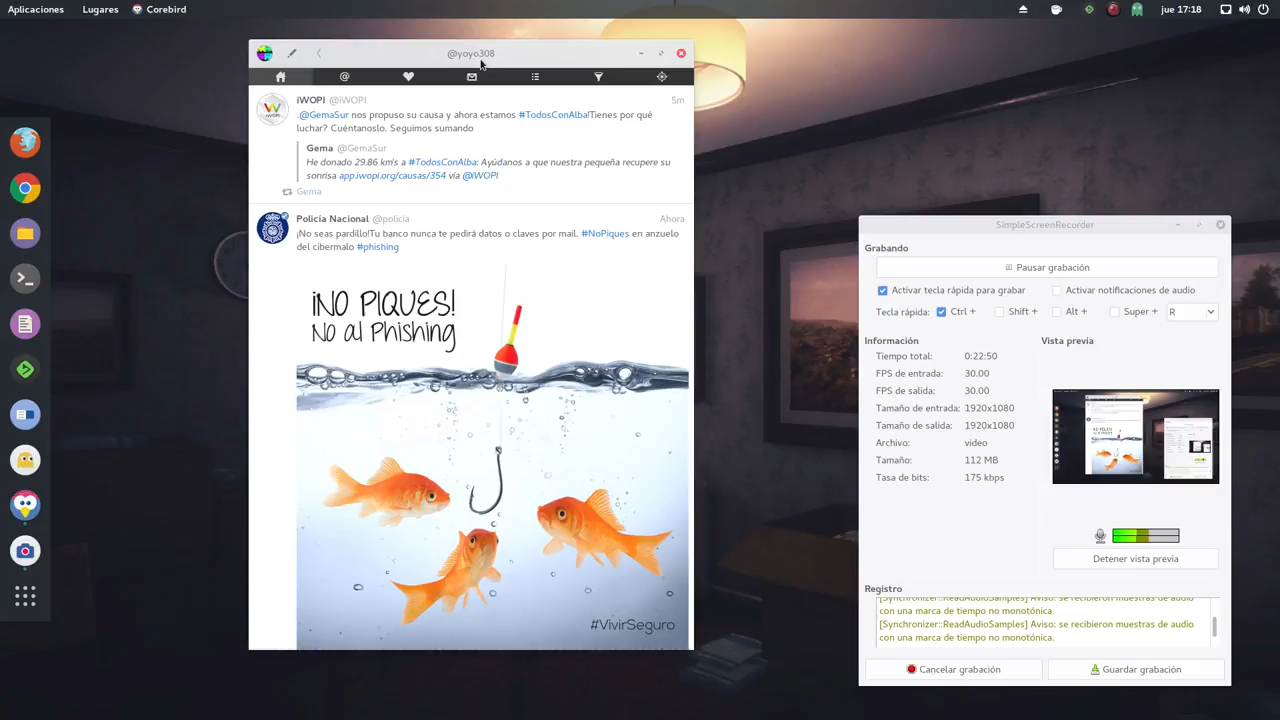 Aplicaciones Lugares Corebird
jue 17:18
@yoyo308
iWOPI @iWOPI 5m
.@GemaSur nos propuso su causa y ahora estamos #TodosConAlba!Tienes por qué
luchar? Cuéntanoslo. Seguimos sumando
Gema @GemaSur
He donado 29.86 km's a #TodosConAlba: Ayúdanos a que nuestra pequeña recupere su
sonrisa app.iwopi.org/causas/354 vía @iWOPI
Gema
Policía Nacional @policia Ahora
¡No seas pardillo!Tu banco nunca te pedirá datos o claves por mail. #NoPiques en anzuelo
del cibermalo #phishing
¡NO PIQUES!
No al Phishing
#VivirSeguro
SimpleScreenRecorder
Grabando
Pausar grabación
Activar tecla rápida para grabar Activar notificaciones de audio
Tecla rápida: Ctrl + Shift + Alt + Super + R
Información
Tiempo total: 0:22:50
FPS de entrada: 30.00
FPS de salida: 30.00
Tamaño de entrada: 1920x1080
Tamaño de salida: 1920x1080
Archivo: video
Tamaño: 112 MB
Tasa de bits: 175 kbps
Vista previa
Detener vista previa
Registro
[Synchronizer::ReadAudioSamples] Aviso: se recibieron muestras de audio
con una marca de tiempo no monotónica.
[Synchronizer::ReadAudioSamples] Aviso: se recibieron muestras de audio
con una marca de tiempo no monotónica.
Cancelar grabación Guardar grabación